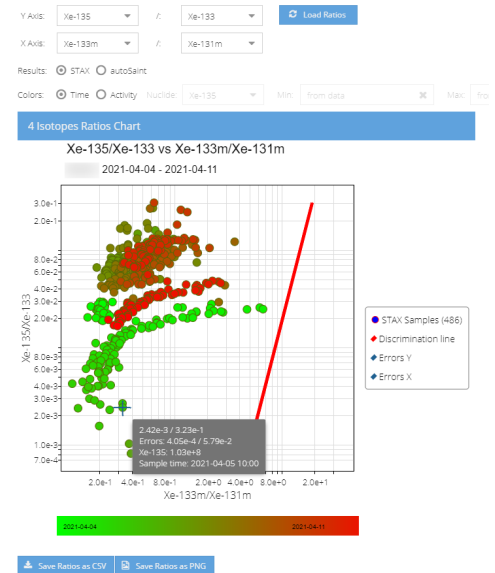 Y Axis: Xe-135 /: Xe-133 Load Ratios
X Axis: Xe-133m /: Xe-131m
Results: STAX autoSaint
Colors: Time Activity Nuclide Xe-135 Min: from data Max: fro
4 Isotopes Ratios Chart
Xe-135/Xe-133 vs Xe-133m/Xe-131m
2021-04-04 - 2021-04-11
3.0e-1
2.0e-1
8.0e-2
6.0e-2
4.0e-2
3.0e-2
2.0e-2
8.0e-3
6.0e-3
4.0e-3
3.0e-3
2.0e-3
1.0e-3
7.0e-4
Xe-135/Xe-133
STAX Samples (486)
Discrimination line
Errors Y
Errors X
2.42e-3 / 3.23e-1
Errors: 4.05e-4 / 5.79e-2
Xe-135: 1.03e+8
Sample time: 2021-04-05 10:00
2.0e-1 4.0e-1 8.0e-1 2.0e+0 4.0e+0 8.0e+0 2.0e+1
Xe-133m/Xe-131m
2021-04-04 2021-04-11
Save Ratios as CSV Save Ratios as PNG